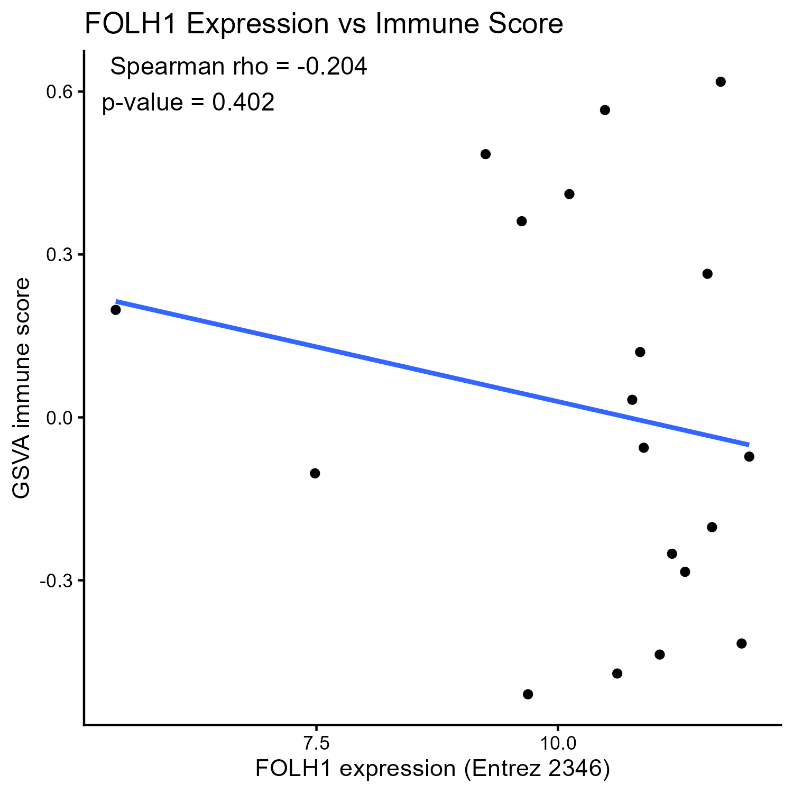 FOLH1 Expression vs Immune Score
Spearman rho = -0.204
p-value = 0.402
GSVA immune score
0.6
0.3
0.0
-0.3
7.5
10.0
FOLH1 expression (Entrez 2346)